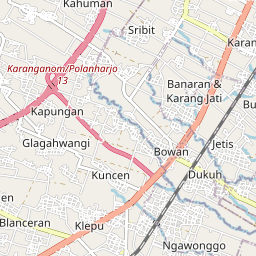 Kahuman
Sribit
Karan
Karanganom/Polanharjo
13
Banaran &
Karang Jati
Bu
Kapungan
Glagahwangi
Jetis
Bowan
Kuncen
Dukuh
en
Blanceran
Klepu
Ngawonggo